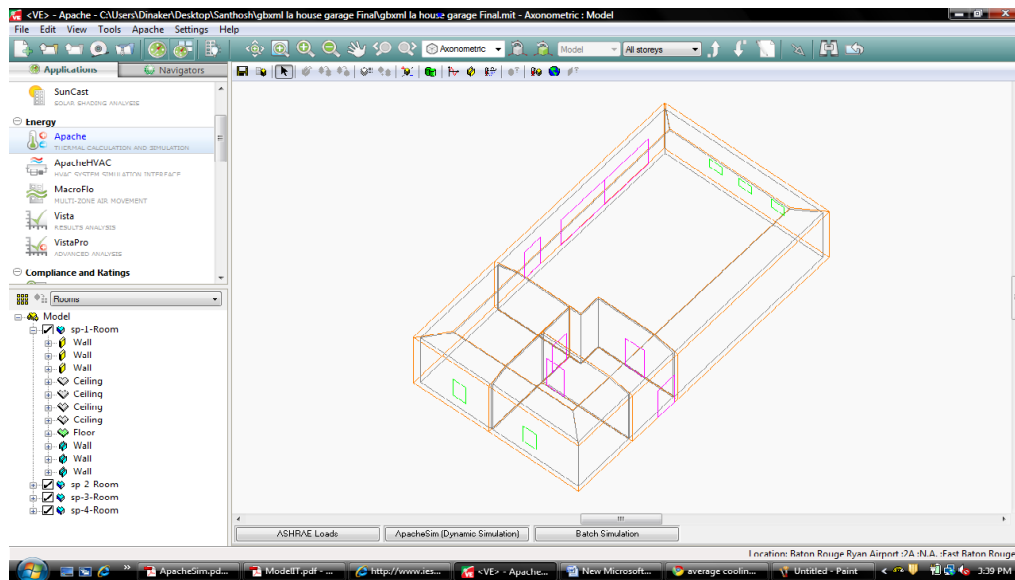 <VE> - Apache - C:\Users\Dinaker\Desktop\Santhosh\gbxml la house garage Final\gbxml la house garage Final.mit - Axonometric : Model
File Edit View Tools Apache Settings Help
Axonometric Model All storeys
Applications Navigators
SunCast
SOLAR SHADING ANALYSIS
Energy
Apache
THERMAL CALCULATION AND SIMULATION
ApacheHVAC
HVAC SYSTEM SIMULATION INTERFACE
MacroFlo
MULTI-ZONE AIR MOVEMENT
Vista
RESULTS ANALYSIS
VistaPro
ADVANCED ANALYSIS
Compliance and Ratings
Rooms
Model
sp-1-Room
Wall
Wall
Wall
Ceiling
Ceiling
Ceiling
Ceiling
Floor
Wall
Wall
Wall
sp 2 Room
sp-3-Room
sp-4-Room
ASHRAE Loads ApacheSim (Dynamic Simulation) Batch Simulation
Location: Baton Rouge Ryan Airport :2A :N.A. :East Baton Rouge
ApacheSim.pd... ModelIT.pdf - ... http://www.ies... <VE> - Apache... New Microsoft... average coolin... Untitled - Paint 3:39 PM